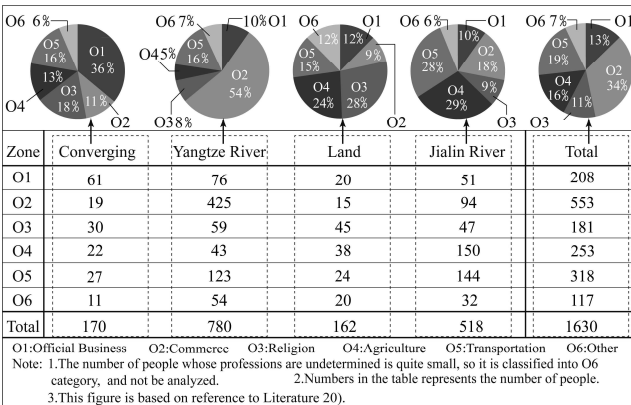 O6 6% O1 O6 7% 10% O1 O6 O1 O6 6% O1 O6 7% O1
O5 16% O1 36% O5 16% 12% 12% 10% 13%
13% O4 5% O2 54% O5 15% 9% O5 28% O2 18% O5 19% O2 34%
O4 O3 18% 11% O2 O3 8% O4 24% O3 28% O2 O4 29% 9% O3 O4 16% 11% O3
Zone Converging Yangtze River Land Jialin River Total
O1 61 76 20 51 208
O2 19 425 15 94 553
O3 30 59 45 47 181
O4 22 43 38 150 253
O5 27 123 24 144 318
O6 11 54 20 32 117
Total 170 780 162 518 1630
O1:Official Business O2:Commerce O3:Religion O4:Agriculture O5:Transportation O6:Other
Note: 1.The number of people whose professions are undetermined is quite small, so it is classified into O6
category, and not be analyzed. 2.Numbers in the table represents the number of people.
3.This figure is based on reference to Literature 20).